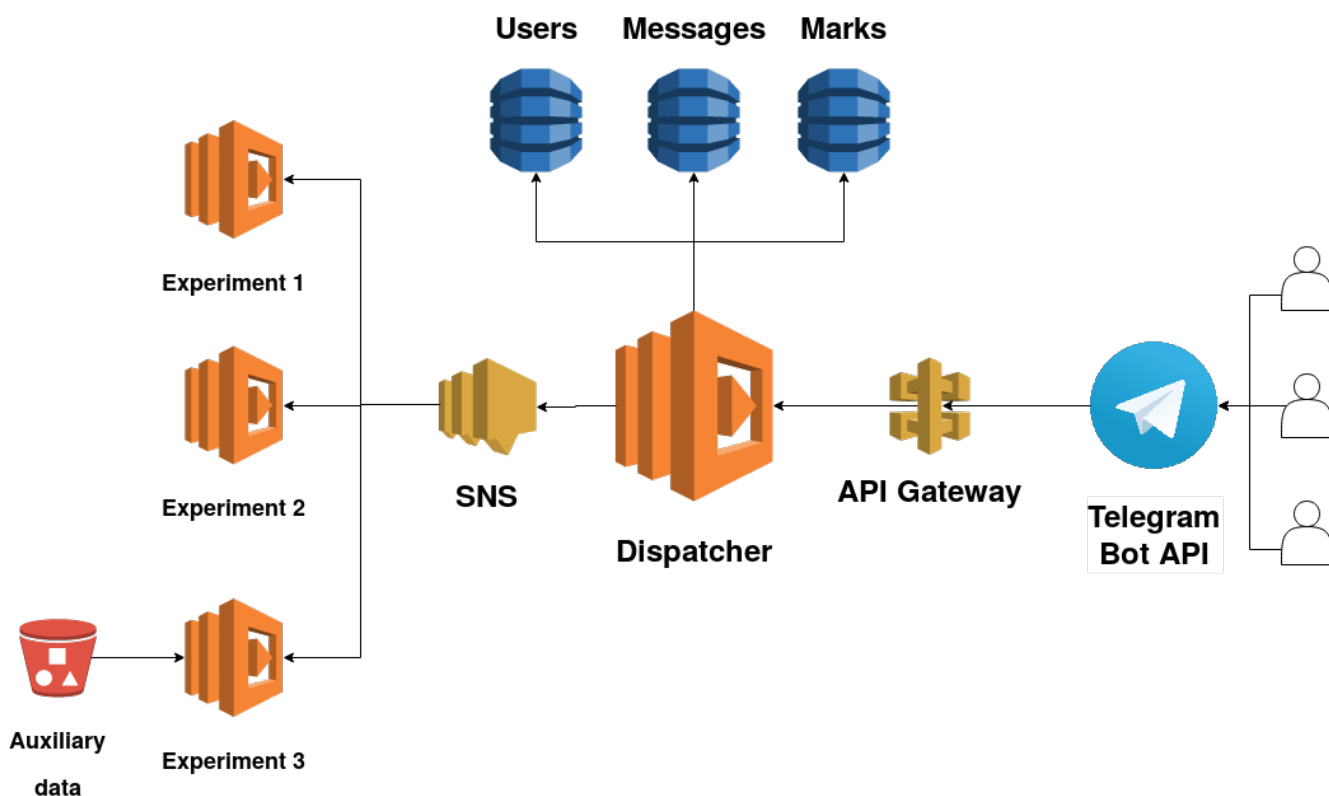 Users
Messages
Marks
Experiment 1
Experiment 2
SNS
API Gateway
Telegram
Bot API
Dispatcher
Auxiliary
data
Experiment 3